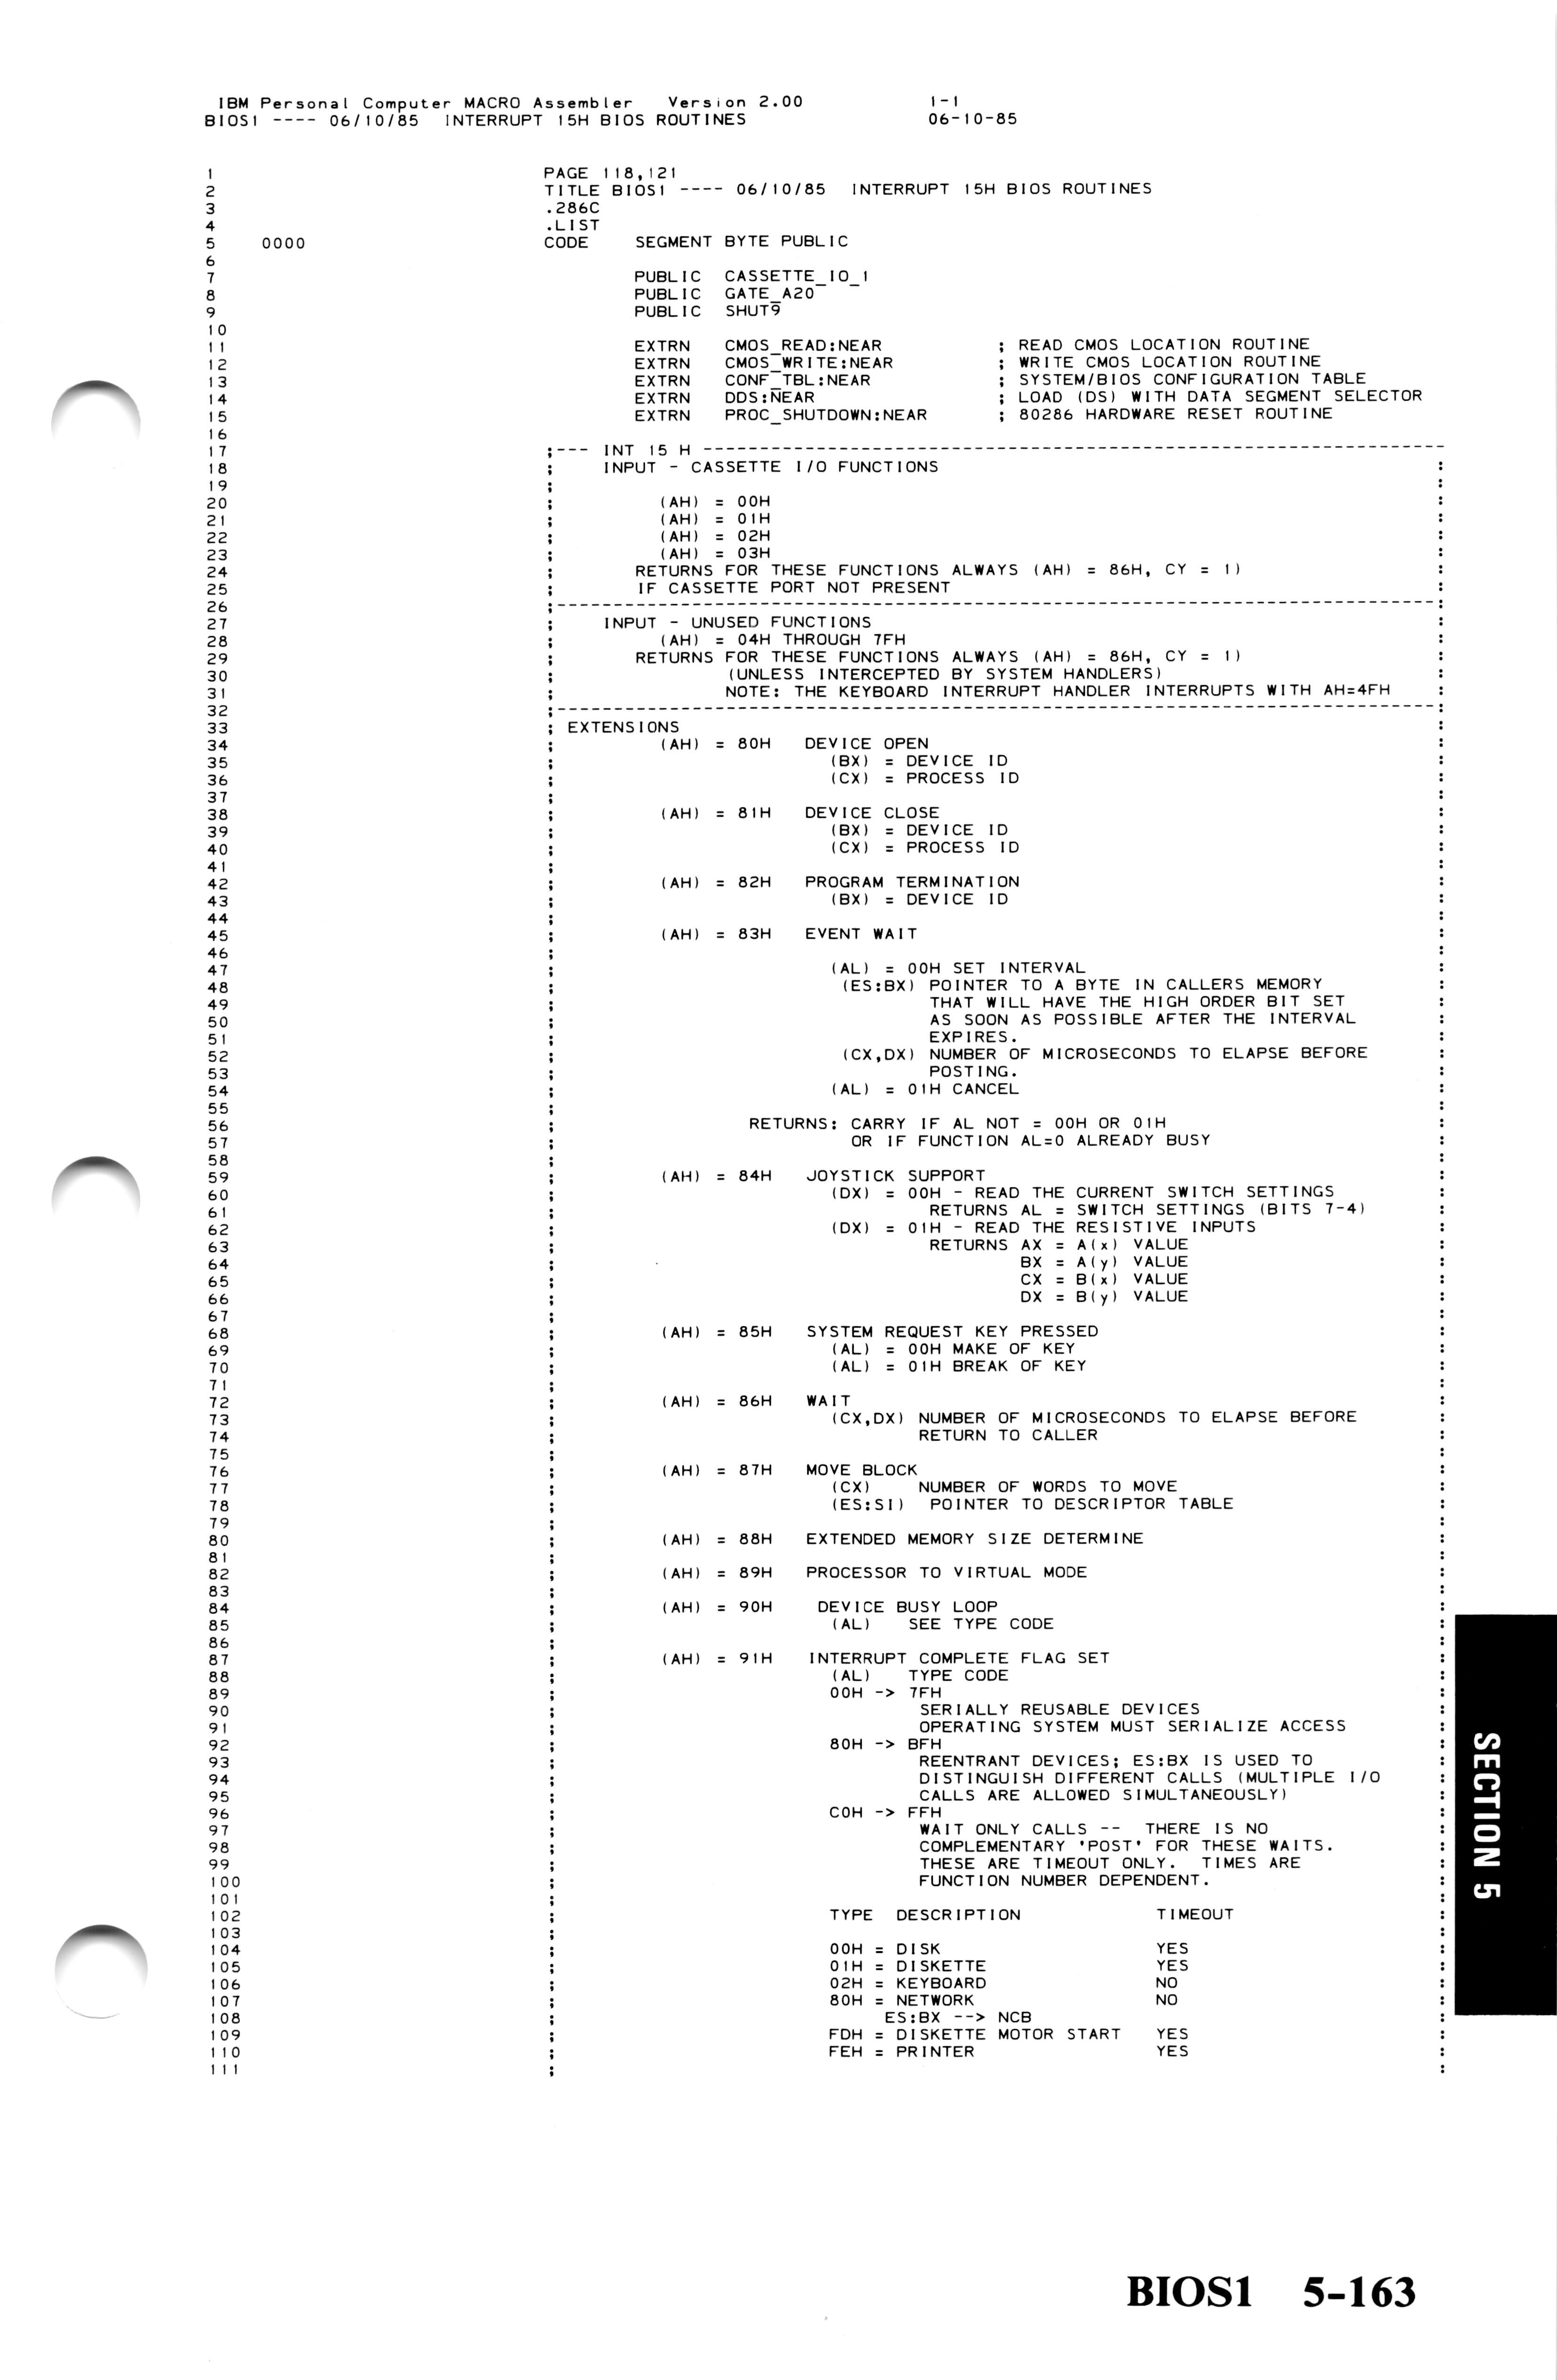 IBM Personal Computer MACRO Assembler   Version 2.00          1-1
BIOS1 ---- 06/10/85  INTERRUPT 15H BIOS ROUTINES              06-10-85
1     PAGE 118,121
2     TITLE BIOS1 ---- 06/10/85  INTERRUPT 15H BIOS ROUTINES
3     .286C
4     .LIST
5     0000     CODE    SEGMENT BYTE PUBLIC
6
7     PUBLIC  CASSETTE_IO_1
8     PUBLIC  GATE_A20
9     PUBLIC  SHUT9
10
11     EXTRN   CMOS_READ:NEAR          ; READ CMOS LOCATION ROUTINE
12     EXTRN   CMOS_WRITE:NEAR         ; WRITE CMOS LOCATION ROUTINE
13     EXTRN   CONF_TBL:NEAR           ; SYSTEM/BIOS CONFIGURATION TABLE
14     EXTRN   DDS:NEAR                ; LOAD (DS) WITH DATA SEGMENT SELECTOR
15     EXTRN   PROC_SHUTDOWN:NEAR      ; 80286 HARDWARE RESET ROUTINE
16
17     ;--- INT 15 H ------------------------------------------------------------------
18     ;    INPUT - CASSETTE I/O FUNCTIONS     :
19     ;     :
20     ;    (AH) = 00H     :
21     ;    (AH) = 01H     :
22     ;    (AH) = 02H     :
23     ;    (AH) = 03H     :
24     ;    RETURNS FOR THESE FUNCTIONS ALWAYS (AH) = 86H, CY = 1)     :
25     ;    IF CASSETTE PORT NOT PRESENT     :
26     ;------------------------------------------------------------------------------:
27     ;    INPUT - UNUSED FUNCTIONS     :
28     ;    (AH) = 04H THROUGH 7FH     :
29     ;    RETURNS FOR THESE FUNCTIONS ALWAYS (AH) = 86H, CY = 1)     :
30     ;    (UNLESS INTERCEPTED BY SYSTEM HANDLERS)     :
31     ;    NOTE: THE KEYBOARD INTERRUPT HANDLER INTERRUPTS WITH AH=4FH     :
32     ;------------------------------------------------------------------------------:
33     ; EXTENSIONS     :
34     ;    (AH) = 80H   DEVICE OPEN     :
35     ;    (BX) = DEVICE ID     :
36     ;    (CX) = PROCESS ID     :
37     ;     :
38     ;    (AH) = 81H   DEVICE CLOSE     :
39     ;    (BX) = DEVICE ID     :
40     ;    (CX) = PROCESS ID     :
41     ;     :
42     ;    (AH) = 82H   PROGRAM TERMINATION     :
43     ;    (BX) = DEVICE ID     :
44     ;     :
45     ;    (AH) = 83H   EVENT WAIT     :
46     ;     :
47     ;    (AL) = 00H SET INTERVAL     :
48     ;    (ES:BX) POINTER TO A BYTE IN CALLERS MEMORY     :
49     ;    THAT WILL HAVE THE HIGH ORDER BIT SET     :
50     ;    AS SOON AS POSSIBLE AFTER THE INTERVAL     :
51     ;    EXPIRES.     :
52     ;    (CX,DX) NUMBER OF MICROSECONDS TO ELAPSE BEFORE     :
53     ;    POSTING.     :
54     ;    (AL) = 01H CANCEL     :
55     ;     :
56     ;    RETURNS: CARRY IF AL NOT = 00H OR 01H     :
57     ;    OR IF FUNCTION AL=0 ALREADY BUSY     :
58     ;     :
59     ;    (AH) = 84H   JOYSTICK SUPPORT     :
60     ;    (DX) = 00H - READ THE CURRENT SWITCH SETTINGS     :
61     ;    RETURNS AL = SWITCH SETTINGS (BITS 7-4)     :
62     ;    (DX) = 01H - READ THE RESISTIVE INPUTS     :
63     ;    RETURNS AX = A(x) VALUE     :
64     ;    BX = A(y) VALUE     :
65     ;    CX = B(x) VALUE     :
66     ;    DX = B(y) VALUE     :
67     ;     :
68     ;    (AH) = 85H   SYSTEM REQUEST KEY PRESSED     :
69     ;    (AL) = 00H MAKE OF KEY     :
70     ;    (AL) = 01H BREAK OF KEY     :
71     ;     :
72     ;    (AH) = 86H   WAIT     :
73     ;    (CX,DX) NUMBER OF MICROSECONDS TO ELAPSE BEFORE     :
74     ;    RETURN TO CALLER     :
75     ;     :
76     ;    (AH) = 87H   MOVE BLOCK     :
77     ;    (CX)    NUMBER OF WORDS TO MOVE     :
78     ;    (ES:SI)  POINTER TO DESCRIPTOR TABLE     :
79     ;     :
80     ;    (AH) = 88H   EXTENDED MEMORY SIZE DETERMINE     :
81     ;     :
82     ;    (AH) = 89H   PROCESSOR TO VIRTUAL MODE     :
83     ;     :
84     ;    (AH) = 90H    DEVICE BUSY LOOP     :
85     ;    (AL)   SEE TYPE CODE     :
86     ;     :
87     ;    (AH) = 91H   INTERRUPT COMPLETE FLAG SET     :
88     ;    (AL)   TYPE CODE     :
89     ;    00H -> 7FH     :
90     ;    SERIALLY REUSABLE DEVICES     :
91     ;    OPERATING SYSTEM MUST SERIALIZE ACCESS     :
92     ;    80H -> BFH     :
93     ;    REENTRANT DEVICES; ES:BX IS USED TO     :
94     ;    DISTINGUISH DIFFERENT CALLS (MULTIPLE I/O     :
95     ;    CALLS ARE ALLOWED SIMULTANEOUSLY)     :
96     ;    C0H -> FFH     :
97     ;    WAIT ONLY CALLS --  THERE IS NO     :
98     ;    COMPLEMENTARY 'POST' FOR THESE WAITS.     :
99     ;    THESE ARE TIMEOUT ONLY.  TIMES ARE     :
100     ;    FUNCTION NUMBER DEPENDENT.     :
101     ;     :
102     ;    TYPE  DESCRIPTION            TIMEOUT     :
103     ;     :
104     ;    00H = DISK                   YES     :
105     ;    01H = DISKETTE               YES     :
106     ;    02H = KEYBOARD               NO     :
107     ;    80H = NETWORK                NO     :
108     ;    ES:BX --> NCB     :
109     ;    FDH = DISKETTE MOTOR START   YES     :
110     ;    FEH = PRINTER                YES     :
111     ;     :
SECTION 5
BIOS1   5-163